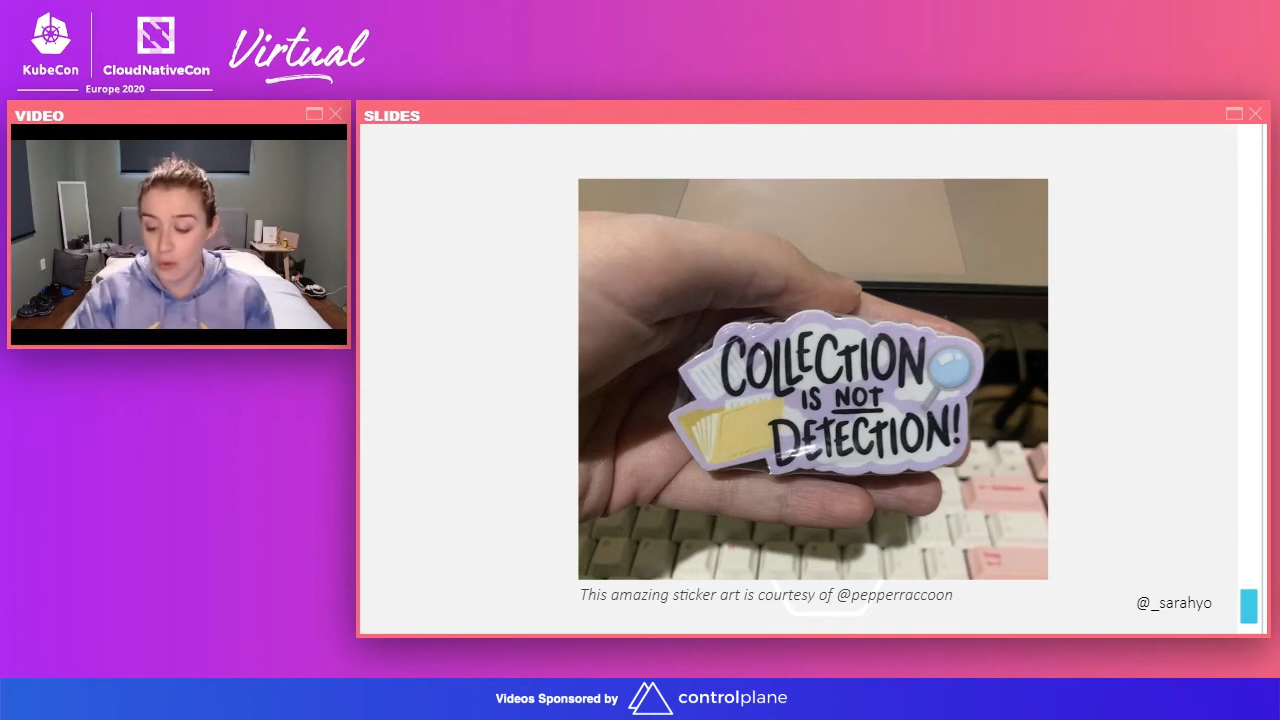 KubeCon
CloudNativeCon
Europe 2020
Virtual
VIDEO
SLIDES
COLLECTION
IS NOT
DETECTION!
This amazing sticker art is courtesy of @pepperraccoon
@_sarahyo
Videos Sponsored by
controlplane